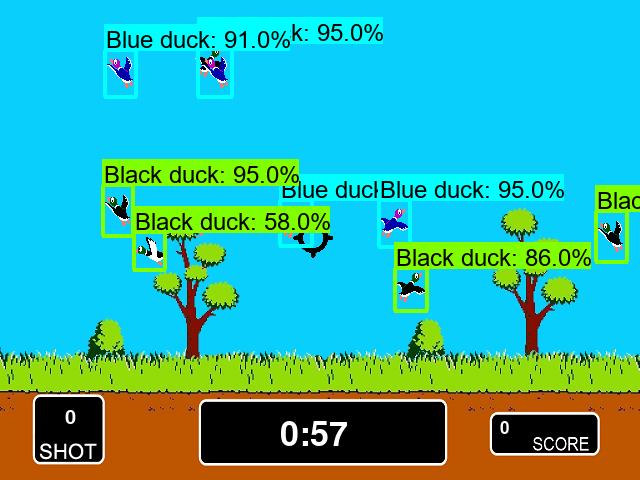 k: 95.0%
Blue duck: 91.0%
Black duck: 95.0%
Blue duck
Blue duck: 95.0%
Blac
Black duck: 58.0%
Black duck: 86.0%
0
SHOT
0:57
0
SCORE